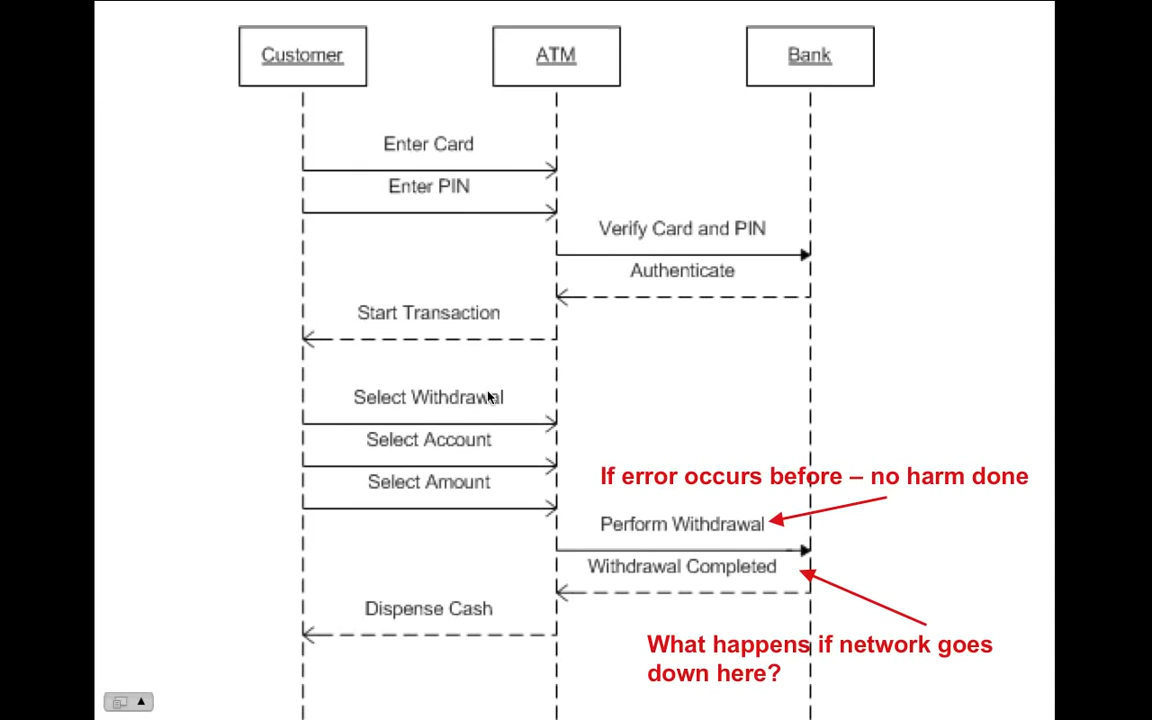 Customer
ATM
Bank
Enter Card
Enter PIN
Verify Card and PIN
Authenticate
Start Transaction
Select Withdrawal
Select Account
Select Amount
If error occurs before – no harm done
Perform Withdrawal
Withdrawal Completed
Dispense Cash
What happens if network goes
down here?